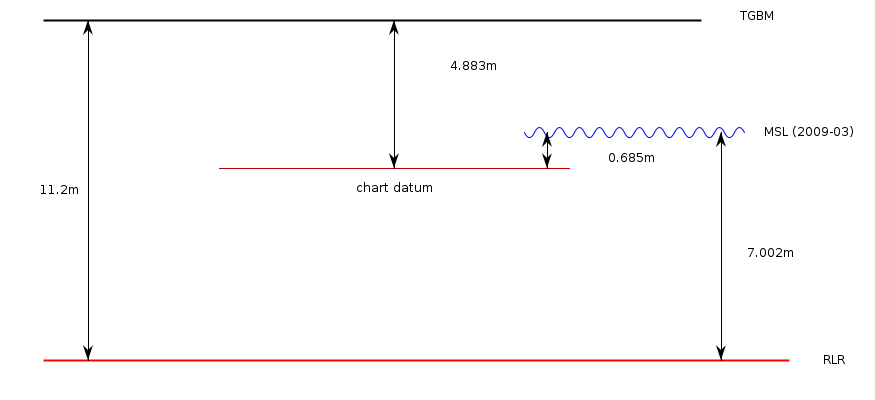 TGBM
4.883m
MSL (2009-03)
0.685m
11.2m
chart datum
7.002m
RLR